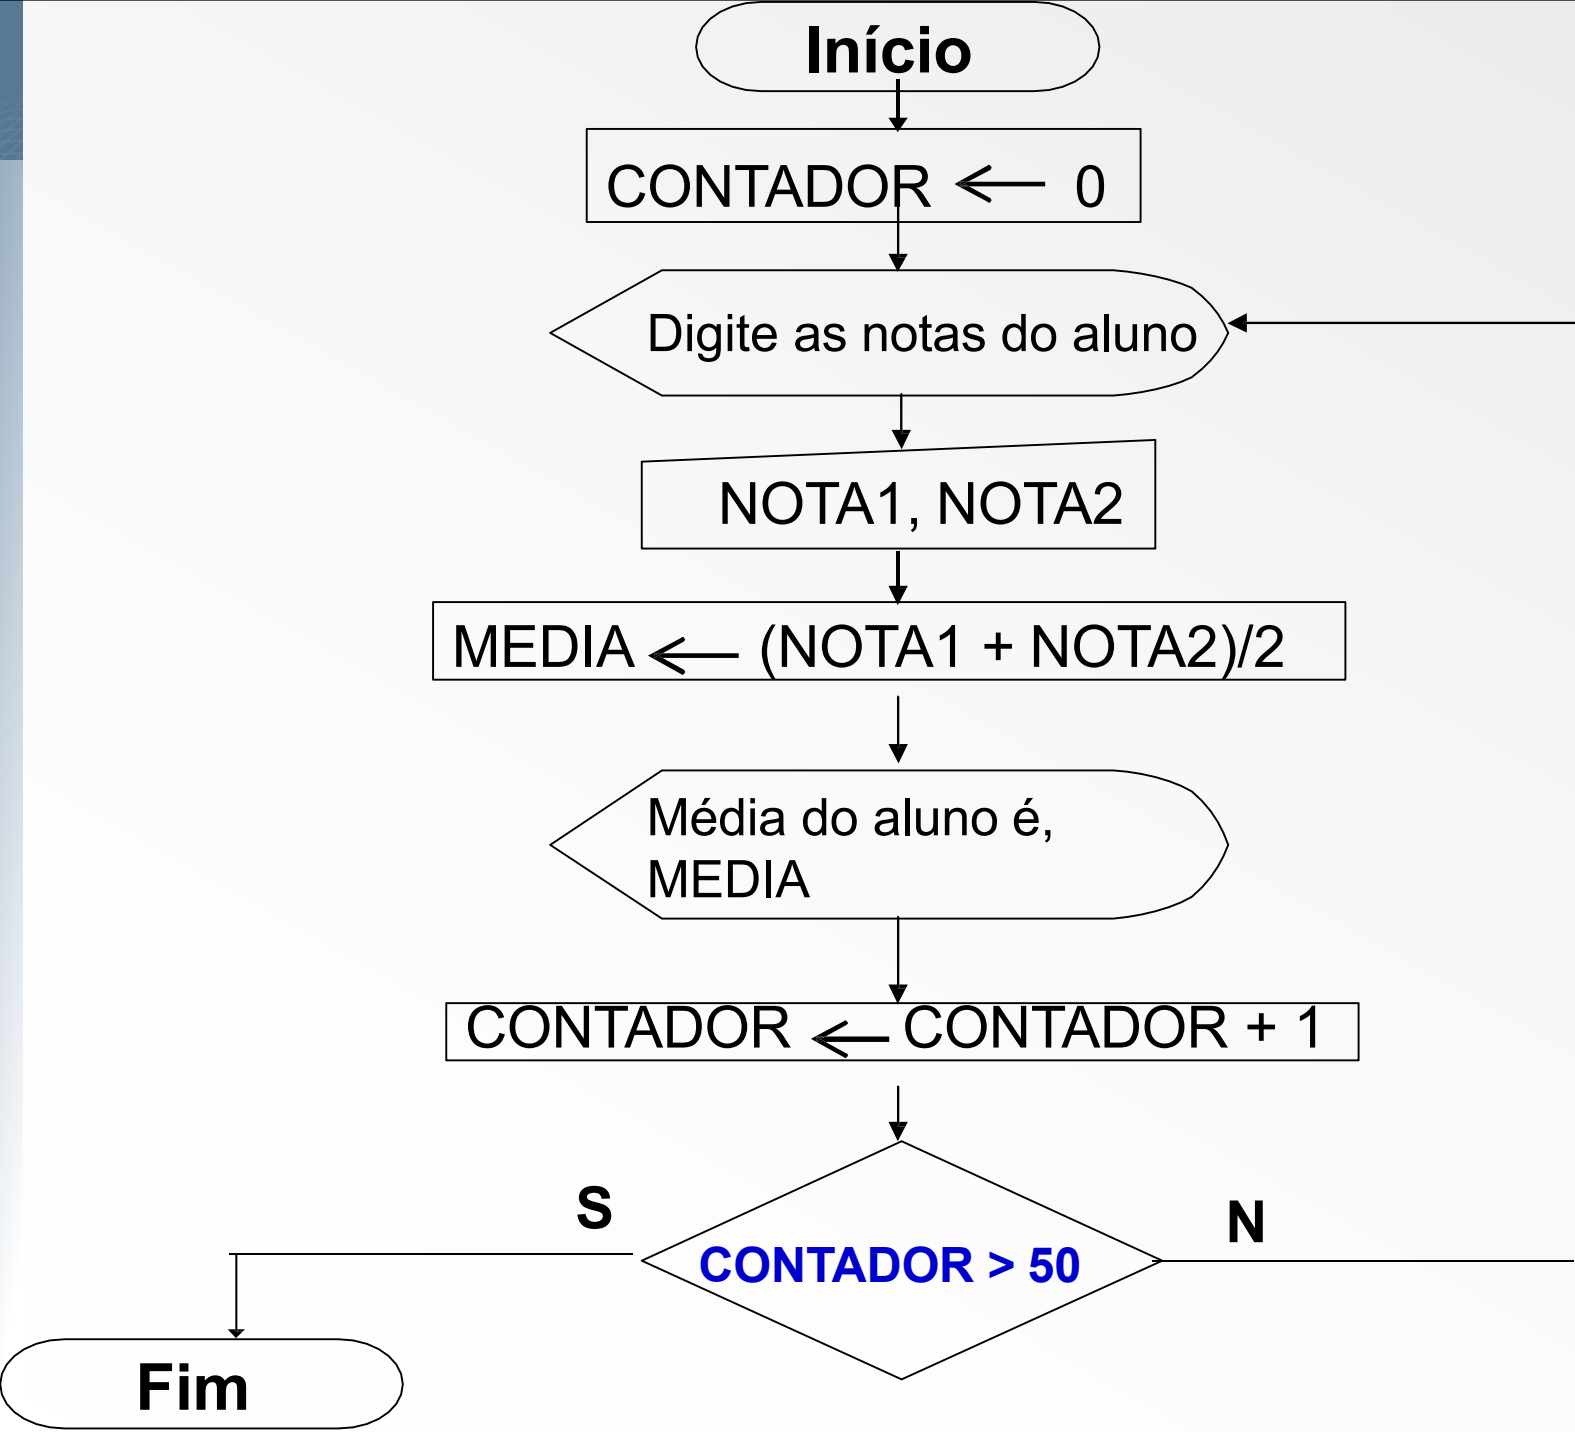 Início
CONTADOR ← 0
Digite as notas do aluno
NOTA1, NOTA2
MEDIA ← (NOTA1 + NOTA2)/2
Média do aluno é,
MEDIA
CONTADOR ← CONTADOR + 1
S
N
CONTADOR > 50
Fim